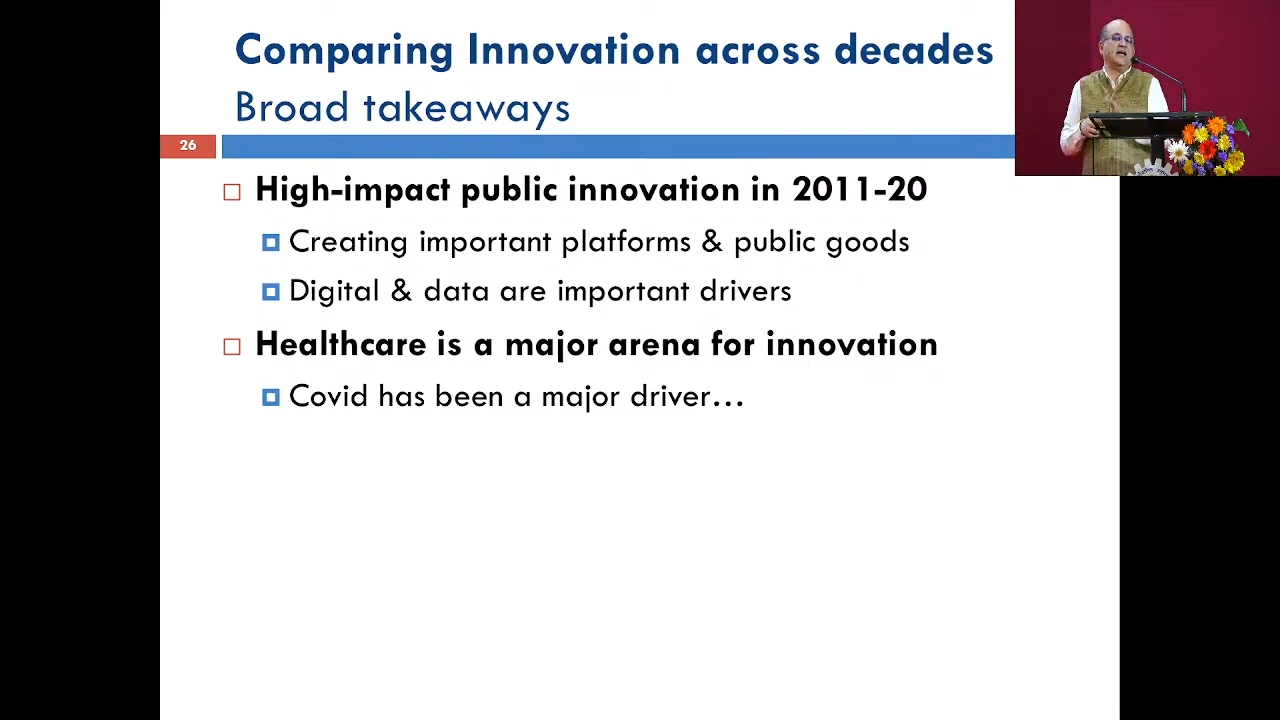 Comparing Innovation across decades
Broad takeaways
26
High-impact public innovation in 2011-20
Creating important platforms & public goods
Digital & data are important drivers
Healthcare is a major arena for innovation
Covid has been a major driver…